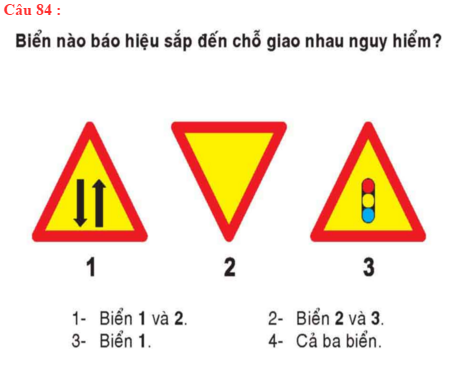 Câu 84 :
Biển nào báo hiệu sắp đến chỗ giao nhau nguy hiểm?
1 2 3
1- Biển 1 và 2. 2- Biển 2 và 3.
3- Biển 1. 4- Cả ba biển.